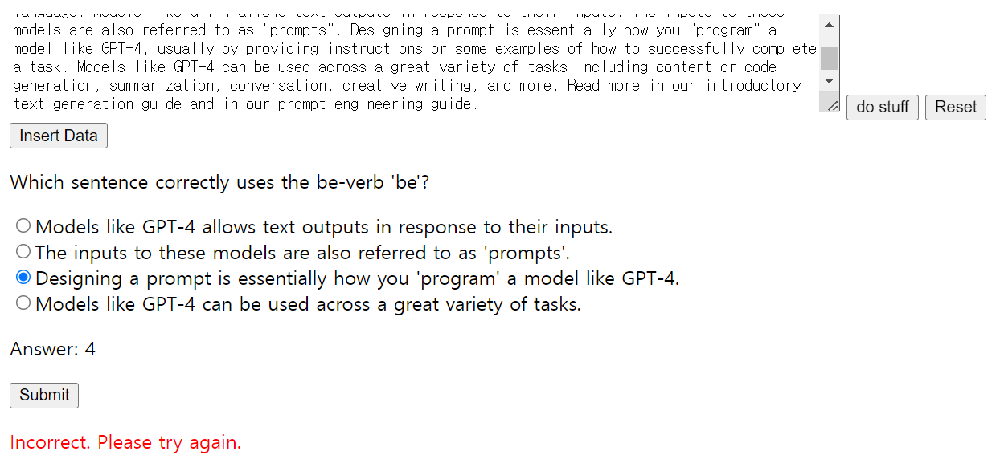 models are also referred to as "prompts". Designing a prompt is essentially how you "program" a
model like GPT-4, usually by providing instructions or some examples of how to successfully complete
a task. Models like GPT-4 can be used across a great variety of tasks including content or code
generation, summarization, conversation, creative writing, and more. Read more in our introductory
text generation guide and in our prompt engineering guide.
do stuff Reset
Insert Data
Which sentence correctly uses the be-verb 'be'?
Models like GPT-4 allows text outputs in response to their inputs.
The inputs to these models are also referred to as 'prompts'.
Designing a prompt is essentially how you 'program' a model like GPT-4.
Models like GPT-4 can be used across a great variety of tasks.
Answer: 4
Submit
Incorrect. Please try again.